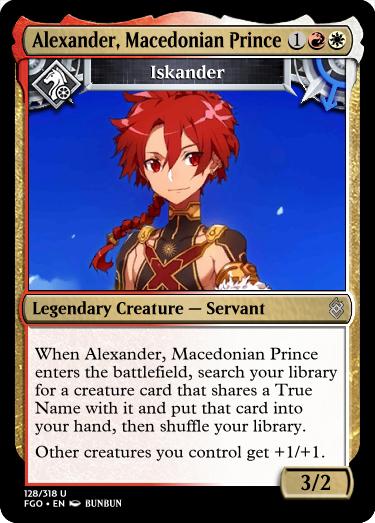 Alexander, Macedonian Prince 1
Iskander
Legendary Creature — Servant
When Alexander, Macedonian Prince
enters the battlefield, search your library
for a creature card that shares a True
Name with it and put that card into
your hand, then shuffle your library.
Other creatures you control get +1/+1.
3/2
128/318 U
FGO • EN BUNBUN